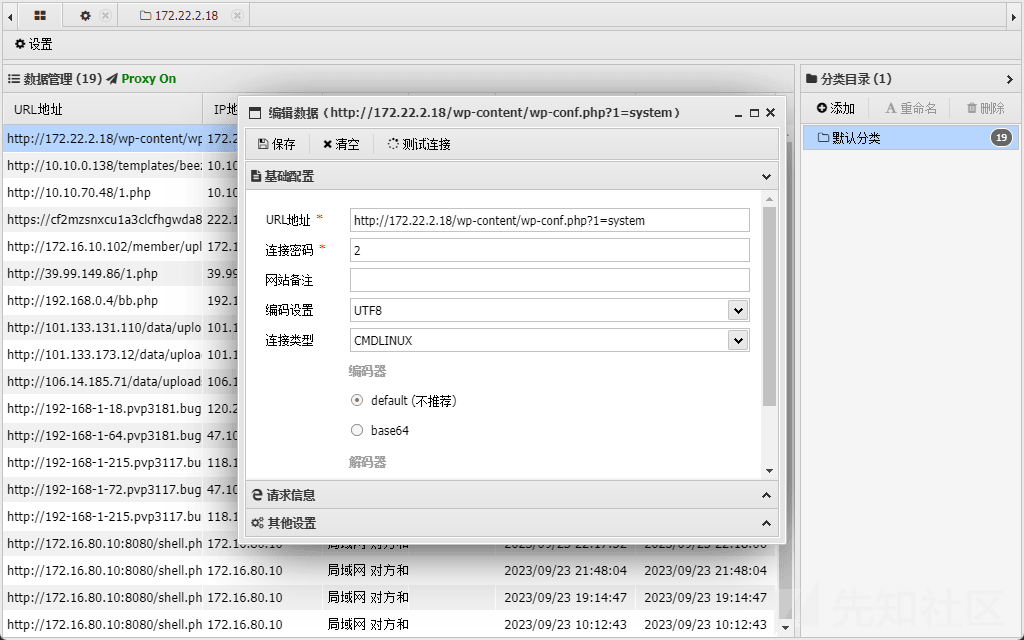 172.22.2.18
设置
数据管理 (19) Proxy On
分类目录 (1)
URL地址 IP地
添加 重命名 删除
默认分类 19
http://172.22.2.18/wp-content/wp 172.2
http://10.10.0.138/templates/bee: 10.10
http://10.10.70.48/1.php 10.10
https://cf2mzsnxcu1a3clcfhgwda8 222.1
http://172.16.10.102/member/upl 172.1
http://39.99.149.86/1.php 39.99
http://192.168.0.4/bb.php 192.1
http://101.133.131.110/data/uplo 101.1
http://101.133.173.12/data/uploa 101.1
http://106.14.185.71/data/upload 106.1
http://192-168-1-18.pvp3181.bug 120.2
http://192-168-1-64.pvp3181.bug 47.10
http://192-168-1-215.pvp3117.bu 118.1
http://192-168-1-72.pvp3117.bug 47.10
http://192-168-1-215.pvp3117.bu 118.1
http://172.16.80.10:8080/shell.ph 172.16.80.10 局域网 对方和
http://172.16.80.10:8080/shell.ph 172.16.80.10 局域网 对方和 2023/09/23 21:48:04 2023/09/23 21:48:04
http://172.16.80.10:8080/shell.ph 172.16.80.10 局域网 对方和 2023/09/23 19:14:47 2023/09/23 19:14:47
http://172.16.80.10:8080/shell.ph 172.16.80.10 局域网 对方和 2023/09/23 10:12:43 2023/09/23 10:12:43
编辑数据 (http://172.22.2.18/wp-content/wp-conf.php?1=system)
保存 清空 测试连接
基础配置
URL地址 * http://172.22.2.18/wp-content/wp-conf.php?1=system
连接密码 * 2
网站备注
编码设置 UTF8
连接类型 CMDLINUX
编码器
default (不推荐)
base64
解码器
请求信息
其他设置
先知社区